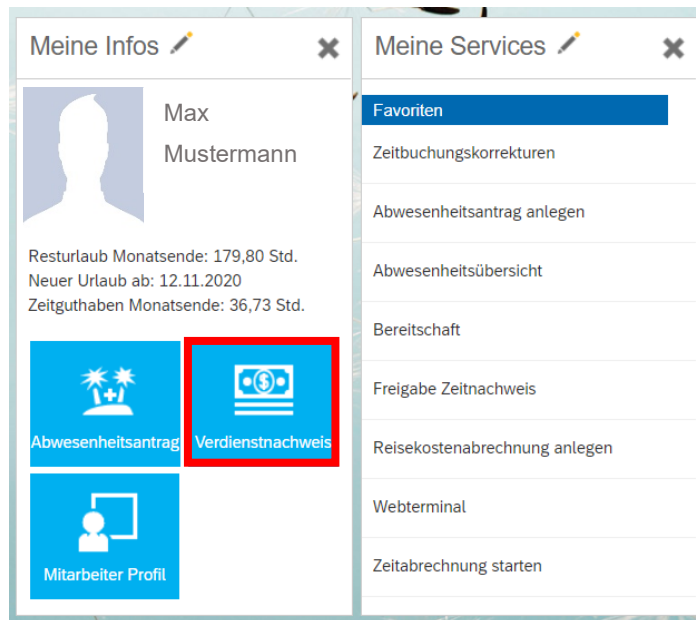 Meine Infos
Max
Mustermann
Resturlaub Monatsende: 179,80 Std.
Neuer Urlaub ab: 12.11.2020
Zeitguthaben Monatsende: 36,73 Std.
Abwesenheitsantrag
Verdienstnachweis
Mitarbeiter Profil
Meine Services
Favoriten
Zeitbuchungskorrekturen
Abwesenheitsantrag anlegen
Abwesenheitsübersicht
Bereitschaft
Freigabe Zeitnachweis
Reisekostenabrechnung anlegen
Webterminal
Zeitabrechnung starten